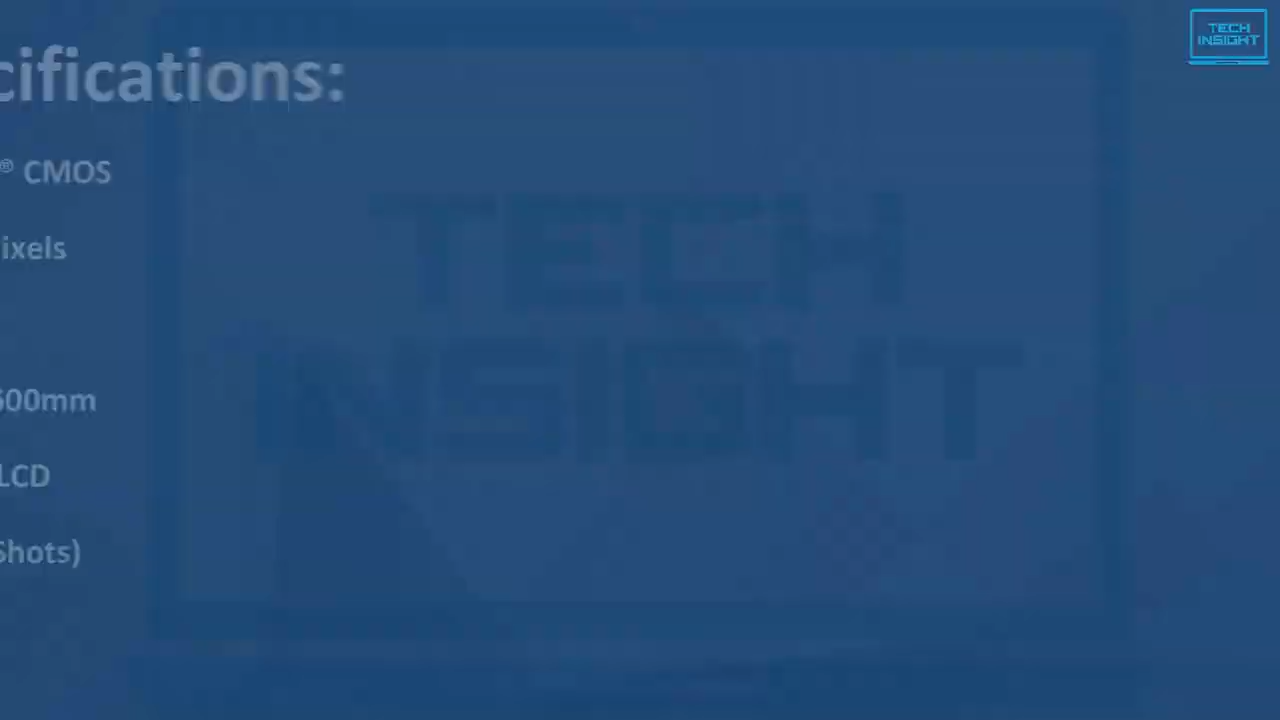 TECH
INSIGHT
cifications:
® CMOS
ixels
600mm
LCD
Shots)
TECH
INSIGHT